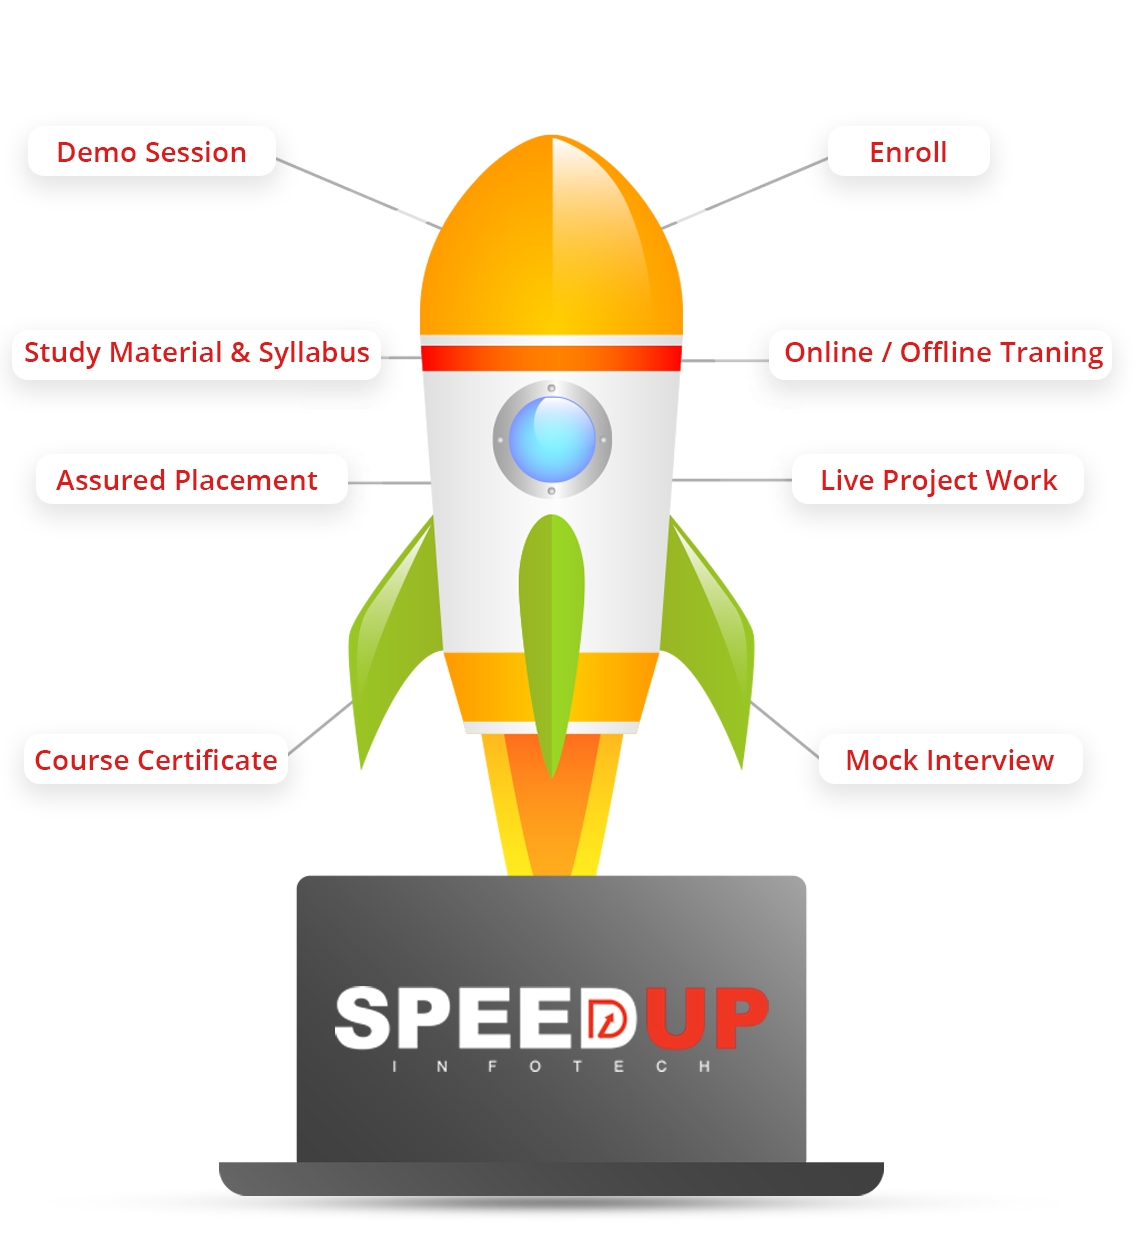 Demo Session
Enroll
Study Material & Syllabus
Online / Offline Traning
Assured Placement
Live Project Work
Course Certificate
Mock Interview
SPEEDUP
INFOTECH